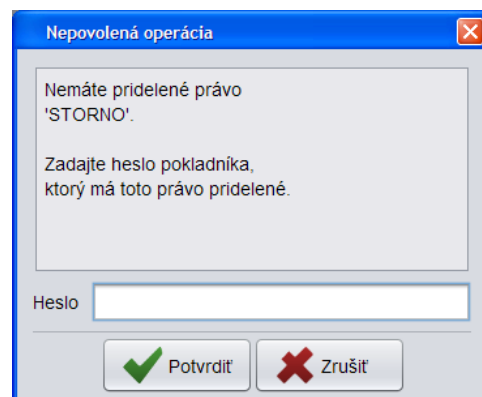 Nepovolená operácia
Nemáte pridelené právo
'STORNO'.
Zadajte heslo pokladníka,
ktorý má toto právo pridelené.
Heslo
Potvrdiť
Zrušiť